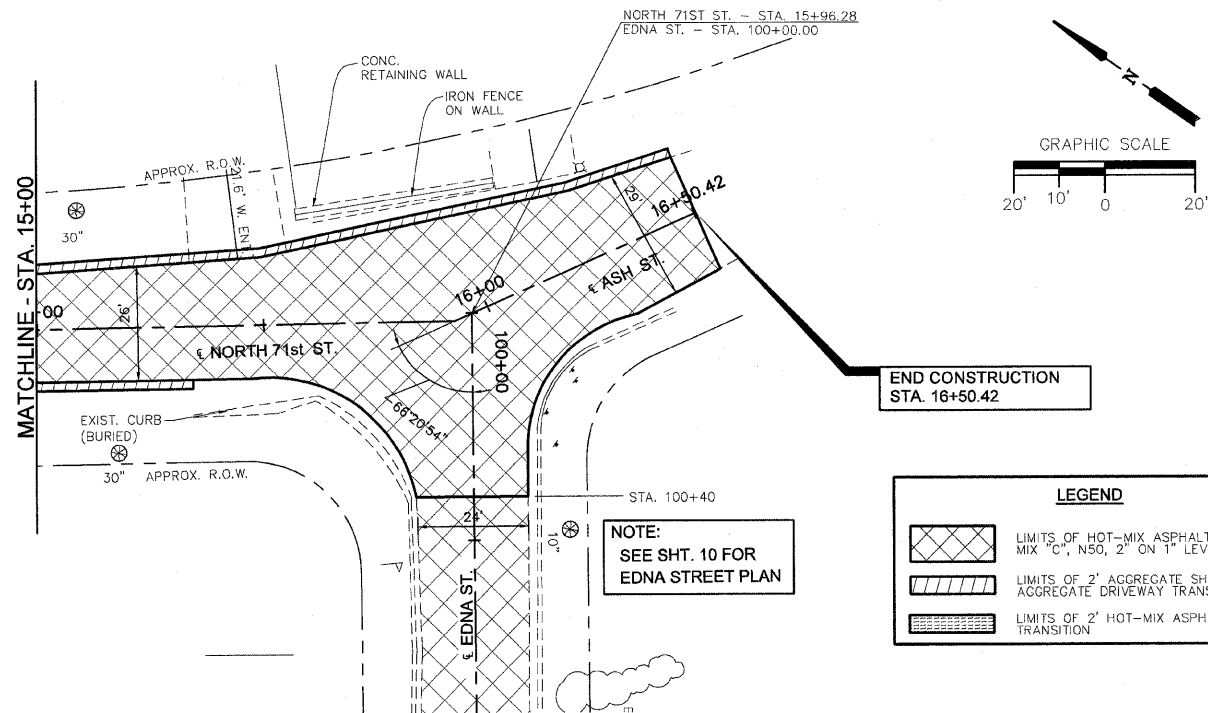 NORTH 71ST ST. - STA. 15+96.28
EDNA ST. - STA. 100+00.00
CONC.
RETAINING WALL
IRON FENCE
ON WALL
N
GRAPHIC SCALE
20' 10' 0 20'
APPROX. R.O.W.
21.6' W. ENT
30"
MATCHLINE - STA. 15+00
29'
16+50.42
℄ ASH ST.
16+00
00
26'
℄ NORTH 71st ST.
100+00
66°20'54"
END CONSTRUCTION
STA. 16+50.42
EXIST. CURB
(BURIED)
30" APPROX. R.O.W.
STA. 100+40
24'
10"
NOTE:
SEE SHT. 10 FOR
EDNA STREET PLAN
℄ EDNA ST.
LEGEND
LIMITS OF HOT-MIX ASPHALT
MIX "C", N50, 2" ON 1" LEV
LIMITS OF 2' AGGREGATE SH
AGGREGATE DRIVEWAY TRANS
LIMITS OF 2' HOT-MIX ASPH
TRANSITION